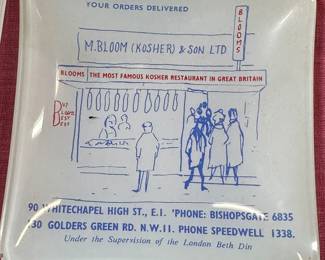 YOUR ORDERS DELIVERED
BLOOMS
M. BLOOM (KOSHER) & SON LTD
BLOOMS THE MOST FAMOUS KOSHER RESTAURANT IN GREAT BRITAIN
90 WHITECHAPEL HIGH ST., E.I. 'PHONE: BISHOPSGATE 6835
130 GOLDERS GREEN RD. N.W.11. PHONE SPEEDWELL 1338.
Under the Supervision of the London Beth Din